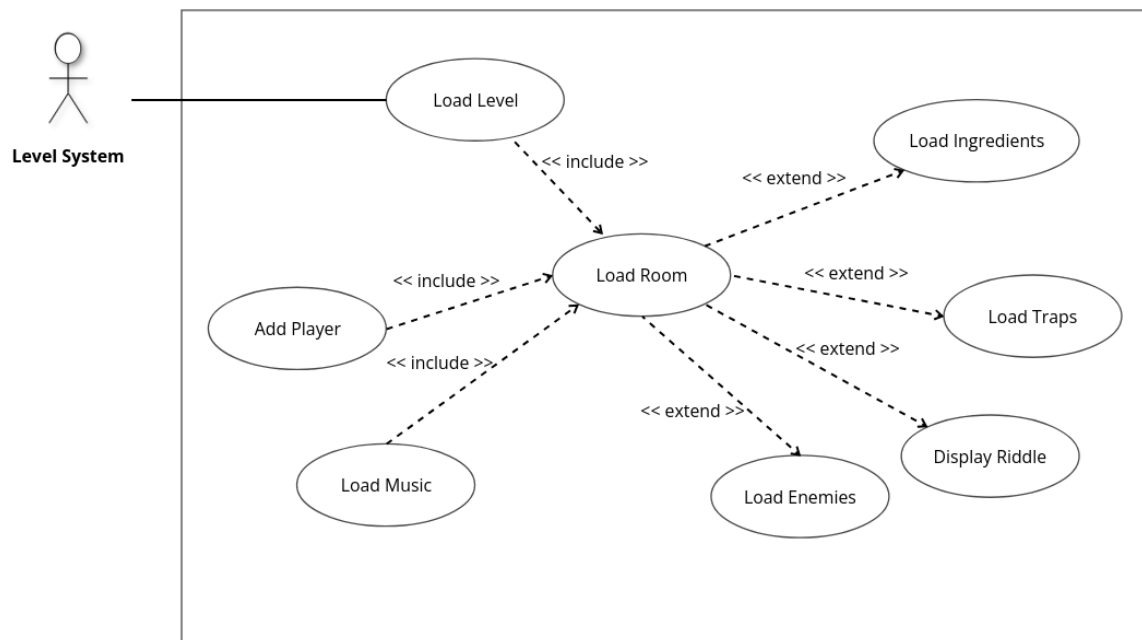 Load Level
Level System
<< include >>
Load Ingredients
<< extend >>
Load Room
<< extend >>
<< include >>
Add Player
Load Traps
<< include >>
<< extend >>
<< extend >>
Load Music
Load Enemies
Display Riddle